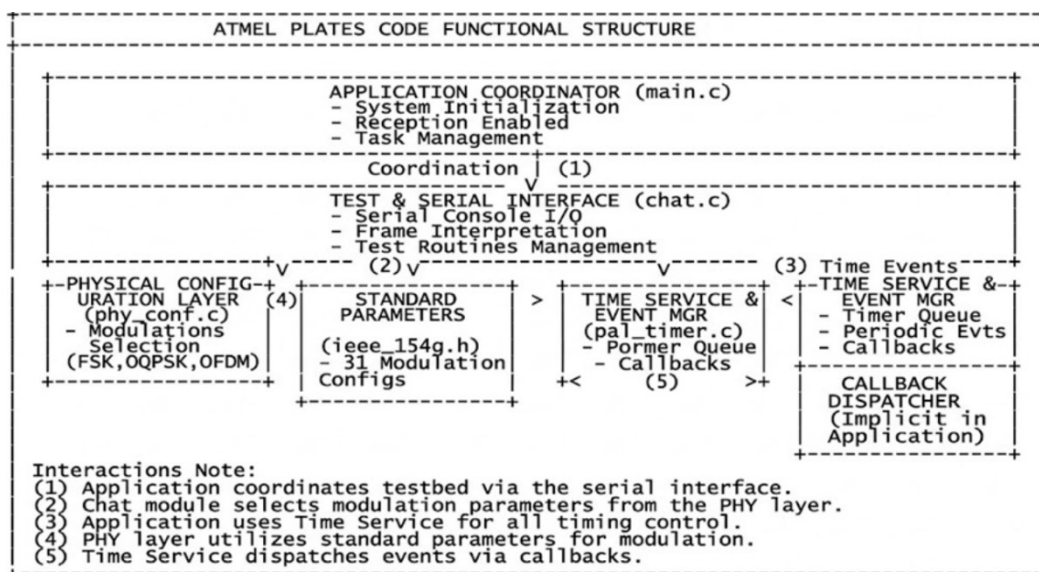 ATMEL PLATES CODE FUNCTIONAL STRUCTURE
APPLICATION COORDINATOR (main.c)
- System Initialization
- Reception Enabled
- Task Management
Coordination (1)
TEST & SERIAL INTERFACE (chat.c)
- Serial Console I/O
- Frame Interpretation
- Test Routines Management
(2)
(3) Time Events
PHYSICAL CONFIG-
URATION LAYER
(phy_conf.c)
- Modulations
Selection
(FSK,OQPSK,OFDM)
(4)
STANDARD
PARAMETERS
(ieee_154g.h)
- 31 Modulation
Configs
>
TIME SERVICE &
EVENT MGR
(pal_timer.c)
- Pormer Queue
- Callbacks
< (5) >
<
TIME SERVICE &
EVENT MGR
- Timer Queue
- Periodic Evts
- Callbacks
CALLBACK
DISPATCHER
(Implicit in
Application)
Interactions Note:
(1) Application coordinates testbed via the serial interface.
(2) Chat module selects modulation parameters from the PHY layer.
(3) Application uses Time Service for all timing control.
(4) PHY layer utilizes standard parameters for modulation.
(5) Time Service dispatches events via callbacks.